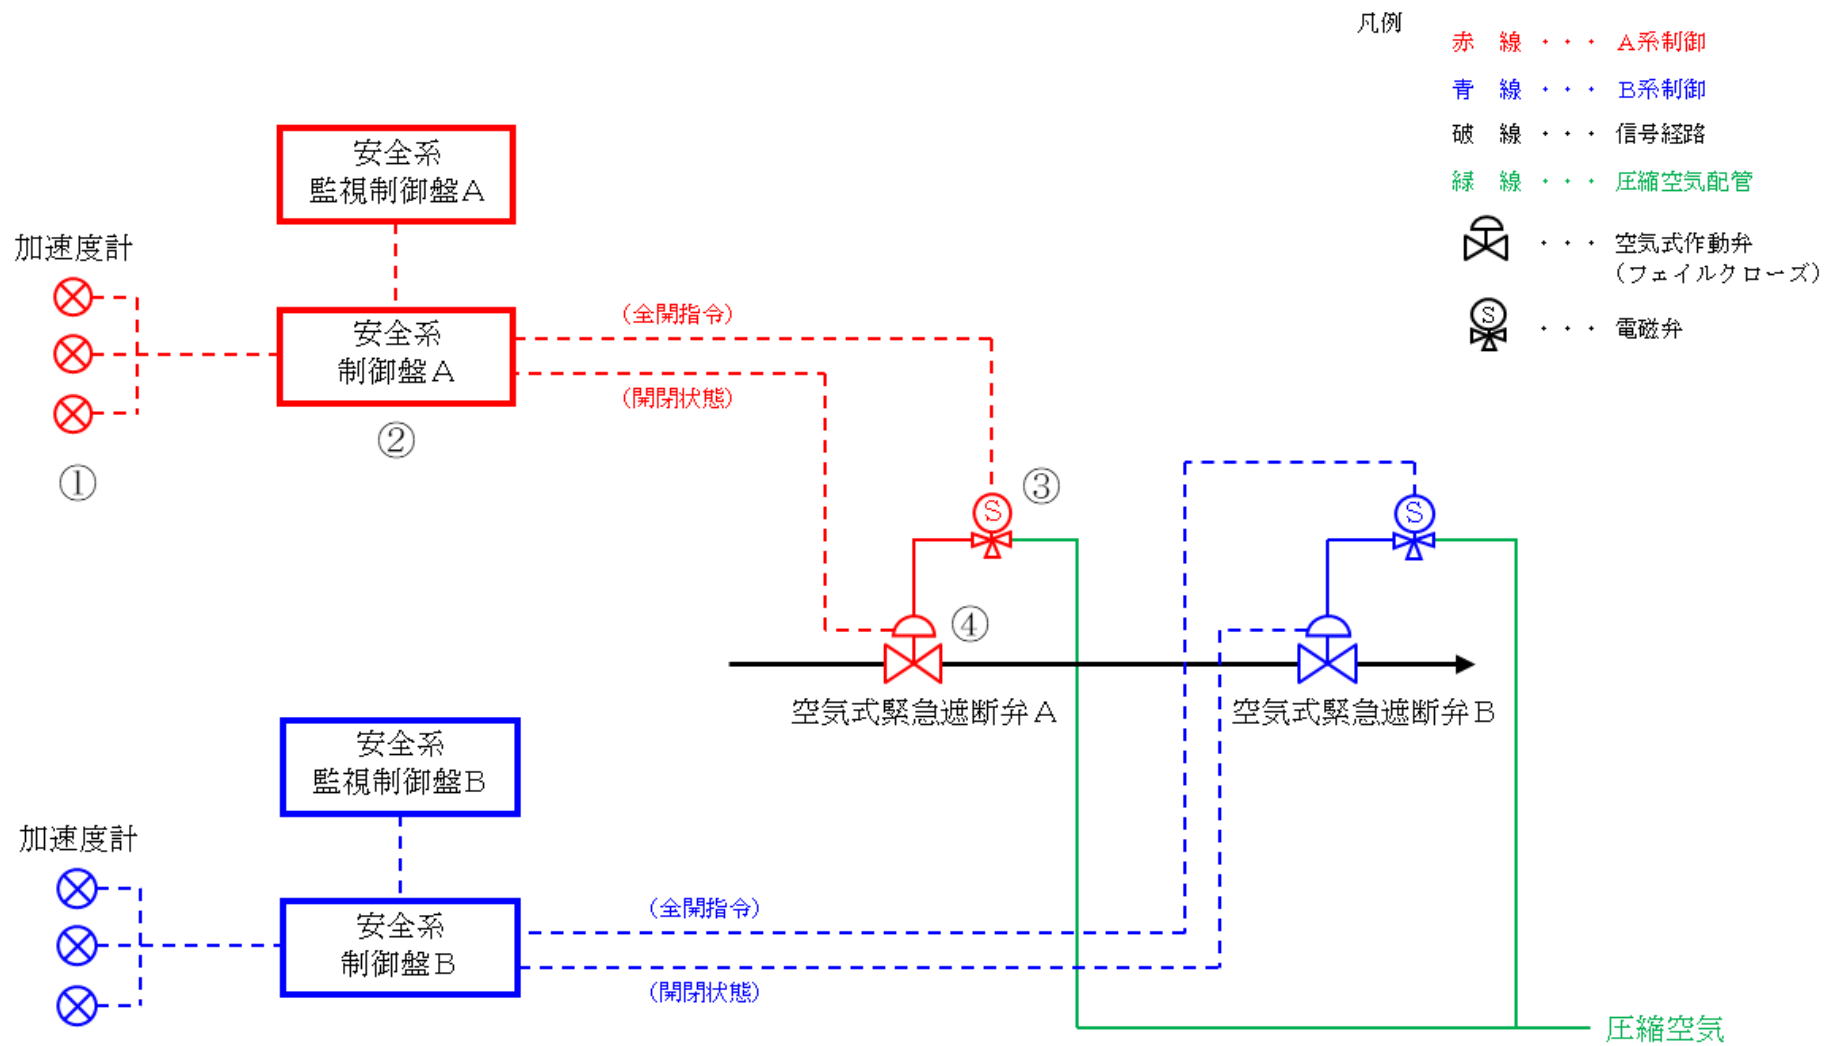 凡例
赤 線 ・・・ A系制御
青 線 ・・・ B系制御
破 線 ・・・ 信号経路
緑 線 ・・・ 圧縮空気配管
・・・ 空気式作動弁
（フェイルクローズ）
S ・・・ 電磁弁
安全系
監視制御盤A
加速度計
安全系
制御盤A
（全開指令）
（開閉状態）
①
②
③
S
S
④
空気式緊急遮断弁A
空気式緊急遮断弁B
安全系
監視制御盤B
加速度計
安全系
制御盤B
（全開指令）
（開閉状態）
圧縮空気